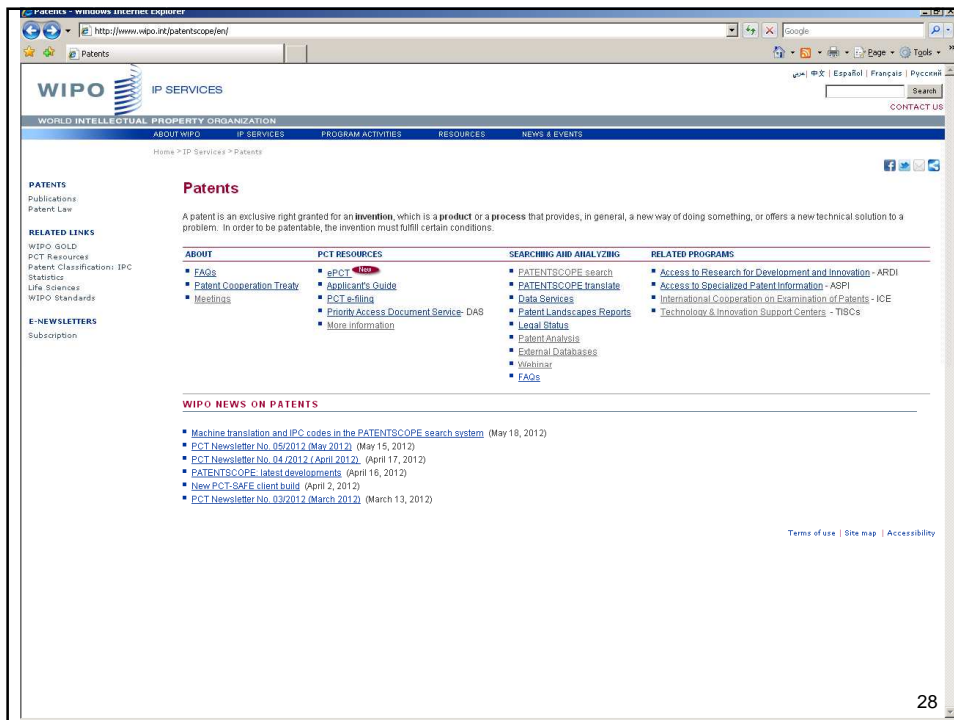 Patents - Windows Internet Explorer
http://www.wipo.int/patentscope/en/
Google
Patents
Page
Tools
عربي | 中文 | Español | Français | Русский
Search
CONTACT US
WIPO
IP SERVICES
WORLD INTELLECTUAL PROPERTY ORGANIZATION
ABOUT WIPO IP SERVICES PROGRAM ACTIVITIES RESOURCES NEWS & EVENTS
Home > IP Services > Patents
PATENTS
Publications
Patent Law
RELATED LINKS
WIPO GOLD
PCT Resources
Patent Classification: IPC
Statistics
Life Sciences
WIPO Standards
E-NEWSLETTERS
Subscription
Patents
A patent is an exclusive right granted for an invention, which is a product or a process that provides, in general, a new way of doing something, or offers a new technical solution to a
problem. In order to be patentable, the invention must fulfill certain conditions.
ABOUT
FAQs
Patent Cooperation Treaty
Meetings
PCT RESOURCES
ePCT New
Applicant's Guide
PCT e-filing
Priority Access Document Service- DAS
More information
SEARCHING AND ANALYZING
PATENTSCOPE search
PATENTSCOPE translate
Data Services
Patent Landscapes Reports
Legal Status
Patent Analysis
External Databases
Webinar
FAQs
RELATED PROGRAMS
Access to Research for Development and Innovation - ARDI
Access to Specialized Patent Information - ASPI
International Cooperation on Examination of Patents - ICE
Technology & Innovation Support Centers - TISCs
WIPO NEWS ON PATENTS
Machine translation and IPC codes in the PATENTSCOPE search system (May 18, 2012)
PCT Newsletter No. 05/2012 (May 2012) (May 15, 2012)
PCT Newsletter No. 04 /2012 ( April 2012) (April 17, 2012)
PATENTSCOPE: latest developments (April 16, 2012)
New PCT-SAFE client build (April 2, 2012)
PCT Newsletter No. 03/2012 (March 2012) (March 13, 2012)
Terms of use | Site map | Accessibility
28